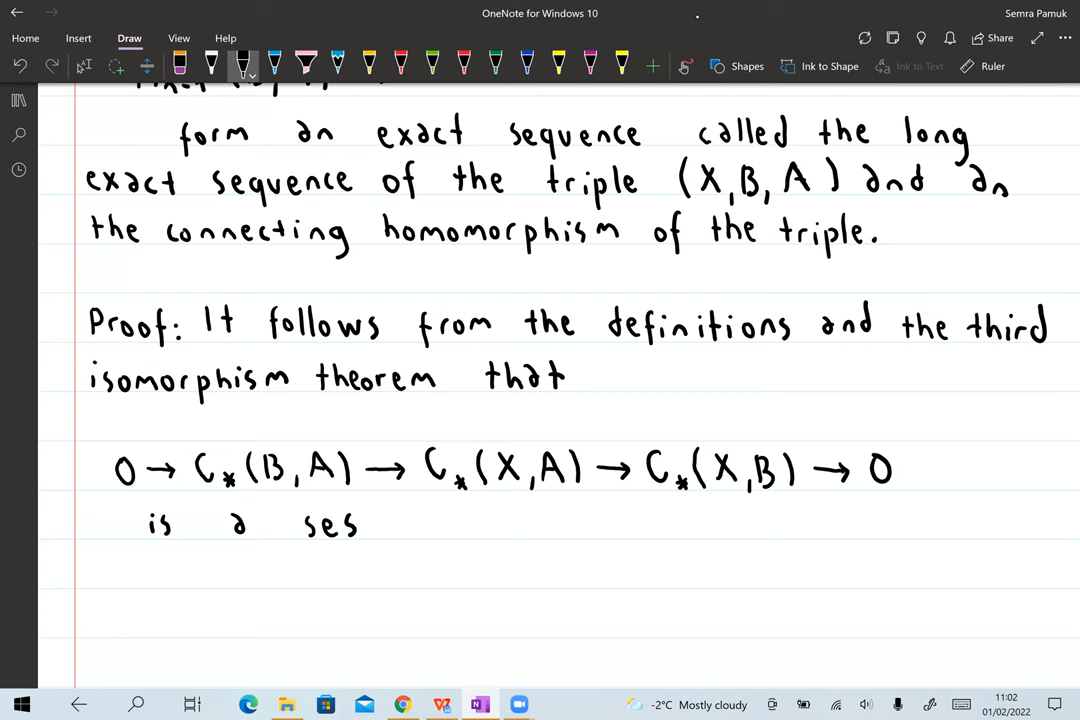 OneNote for Windows 10
Semra Pamuk
Home Insert Draw View Help
Share
Shapes
Ink to Shape
Ink to Text
Ruler
form an exact sequence called the long
exact sequence of the triple (X, B, A) and ∂n
the connecting homomorphism of the triple.
Proof: It follows from the definitions and the third
isomorphism theorem that
0 → C_*(B, A) → C_*(X, A) → C_*(X, B) → 0
is a ses
-2°C Mostly cloudy
11:02
01/02/2022